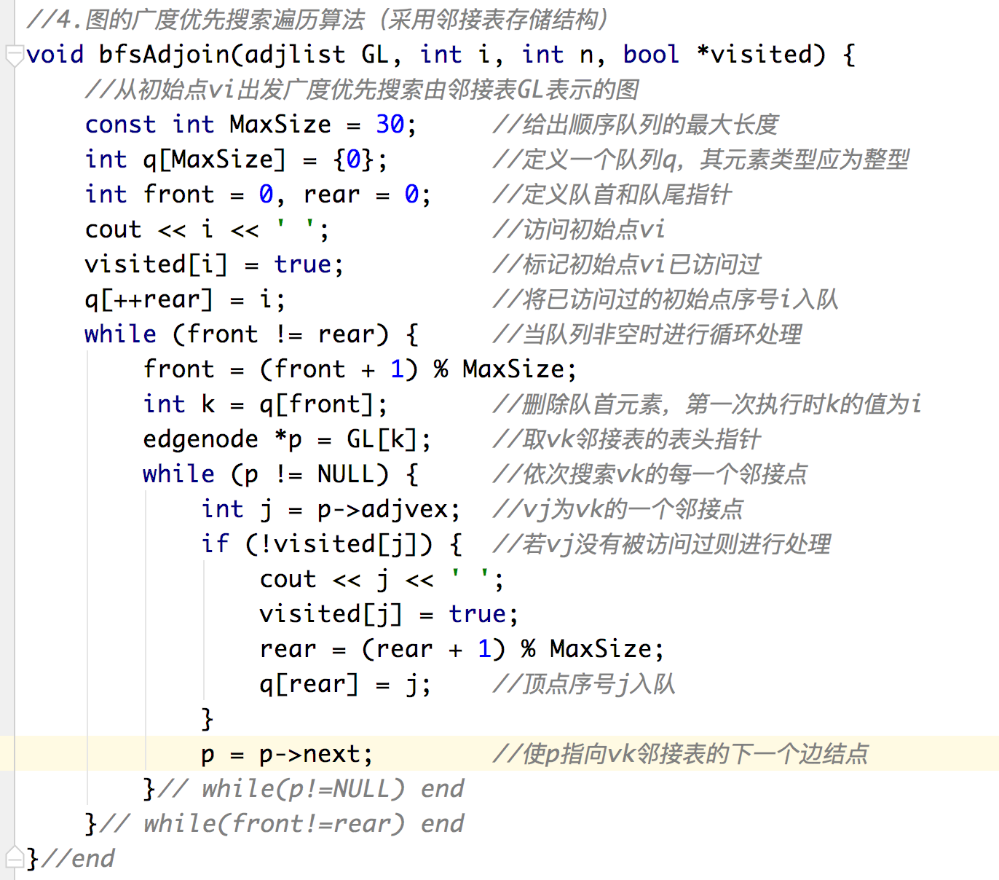 //4.图的广度优先搜索遍历算法（采用邻接表存储结构）
void bfsAdjoin(adjlist GL, int i, int n, bool *visited) {
    //从初始点vi出发广度优先搜索由邻接表GL表示的图
    const int MaxSize = 30;     //给出顺序队列的最大长度
    int q[MaxSize] = {0};       //定义一个队列q，其元素类型应为整型
    int front = 0, rear = 0;    //定义队首和队尾指针
    cout << i << ' ';           //访问初始点vi
    visited[i] = true;          //标记初始点vi已访问过
    q[++rear] = i;              //将已访问过的初始点序号i入队
    while (front != rear) {     //当队列非空时进行循环处理
        front = (front + 1) % MaxSize;
        int k = q[front];       //删除队首元素，第一次执行时k的值为i
        edgenode *p = GL[k];    //取vk邻接表的表头指针
        while (p != NULL) {     //依次搜索vk的每一个邻接点
            int j = p->adjvex;  //vj为vk的一个邻接点
            if (!visited[j]) {  //若vj没有被访问过则进行处理
                cout << j << ' ';
                visited[j] = true;
                rear = (rear + 1) % MaxSize;
                q[rear] = j;    //顶点序号j入队
            }
            p = p->next;        //使p指向vk邻接表的下一个边结点
        }// while(p!=NULL) end
    }// while(front!=rear) end
}//end